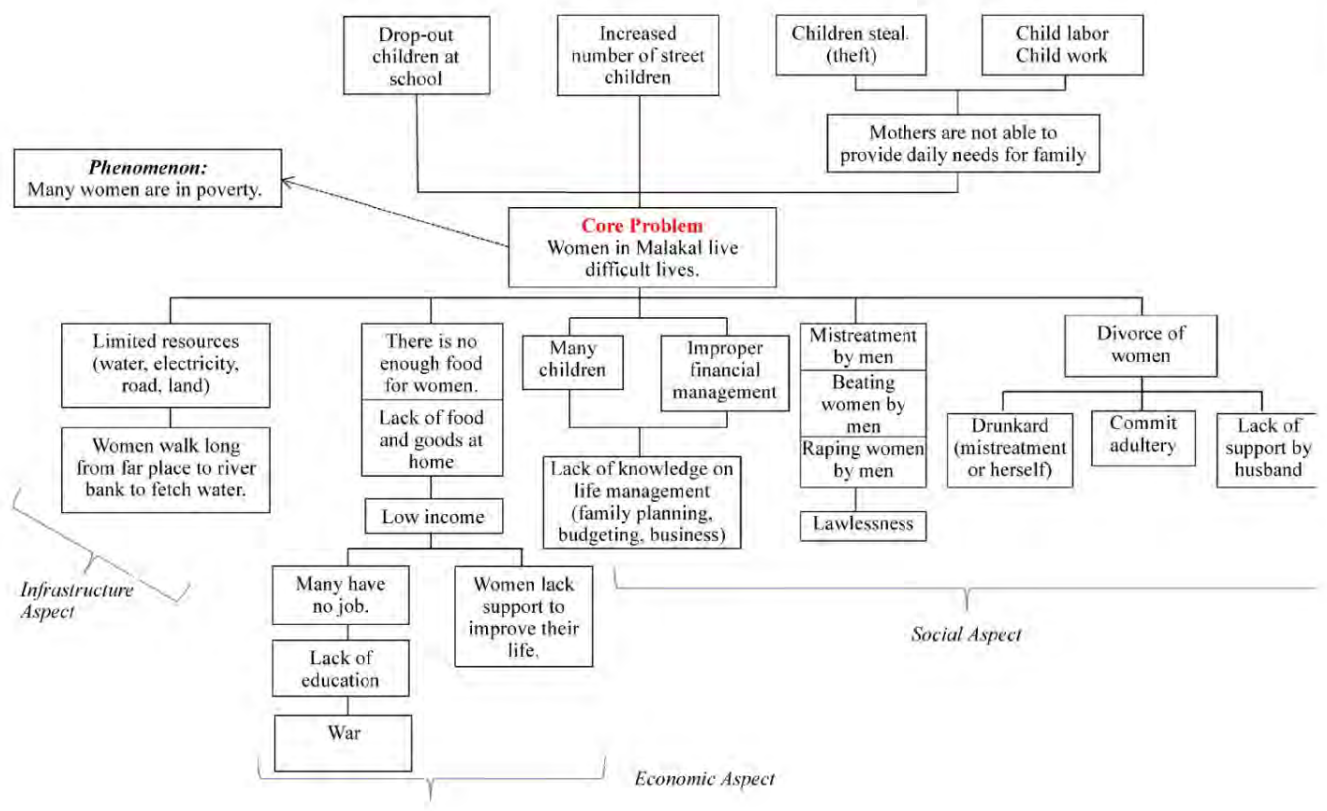 Drop-out
children at
school
Increased
number of street
children
Children steal.
(theft)
Child labor
Child work
Mothers are not able to
provide daily needs for family
Phenomenon:
Many women are in poverty.
Core Problem
Women in Malakal live
difficult lives.
Limited resources
(water, electricity,
road, land)
Women walk long
from far place to river
bank to fetch water.
Infrastructure
Aspect
There is no
enough food
for women.
Lack of food
and goods at
home
Low income
Many have
no job.
Lack of
education
War
Women lack
support to
improve their
life.
Economic Aspect
Many
children
Improper
financial
management
Lack of knowledge on
life management
(family planning,
budgeting, business)
Mistreatment
by men
Beating
women by
men
Raping women
by men
Lawlessness
Divorce of
women
Drunkard
(mistreatment
or herself)
Commit
adultery
Lack of
support by
husband
Social Aspect